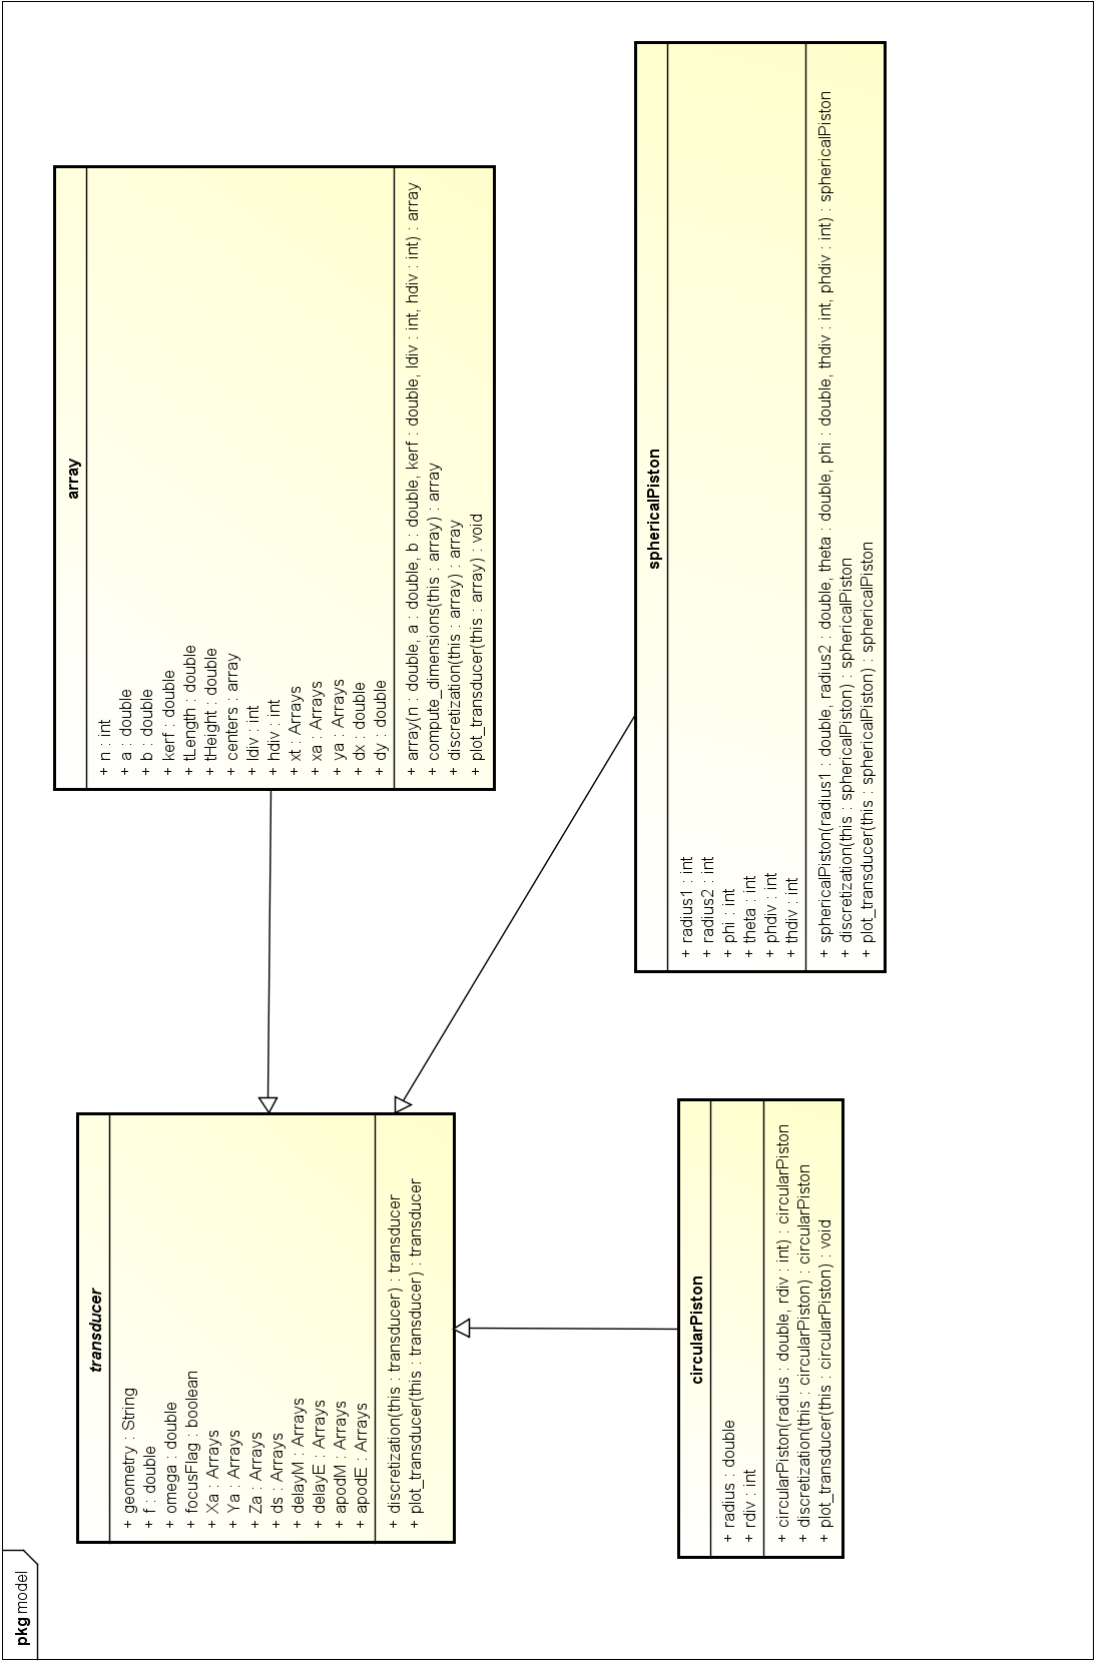 pkg model
transducer
+ geometry : String
+ f : double
+ omega : double
+ focusFlag : boolean
+ Xa : Arrays
+ Ya : Arrays
+ Za : Arrays
+ ds : Arrays
+ delayM : Arrays
+ delayE : Arrays
+ apodM : Arrays
+ apodE : Arrays
+ discretization(this : transducer) : transducer
+ plot_transducer(this : transducer) : transducer
array
+ n : int
+ a : double
+ b : double
+ kerf : double
+ tLength : double
+ tHeight : double
+ centers : array
+ ldiv : int
+ hdiv : int
+ xt : Arrays
+ xa : Arrays
+ ya : Arrays
+ dx : double
+ dy : double
+ array(n : double, a : double, b : double, kerf : double, ldiv : int, hdiv : int) : array
+ compute_dimensions(this : array) : array
+ discretization(this : array) : array
+ plot_transducer(this : array) : void
circularPiston
+ radius : double
+ rdiv : int
+ circularPiston(radius : double, rdiv : int) : circularPiston
+ discretization(this : circularPiston) : circularPiston
+ plot_transducer(this : circularPiston) : void
sphericalPiston
+ radius1 : int
+ radius2 : int
+ phi : int
+ theta : int
+ phdiv : int
+ thdiv : int
+ sphericalPiston(radius1 : double, radius2 : double, theta : double, phi : double, thdiv : int, phdiv : int) : sphericalPiston
+ discretization(this : sphericalPiston) : sphericalPiston
+ plot_transducer(this : sphericalPiston) : sphericalPiston